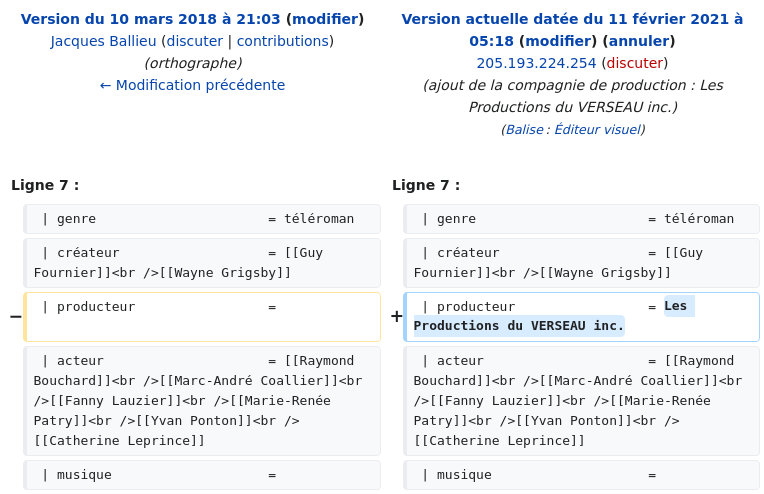 Version du 10 mars 2018 à 21:03 (modifier)
Jacques Ballieu (discuter | contributions)
(orthographe)
← Modification précédente
Version actuelle datée du 11 février 2021 à
05:18 (modifier) (annuler)
205.193.224.254 (discuter)
(ajout de la compagnie de production : Les
Productions du VERSEAU inc.)
(Balise : Éditeur visuel)
Ligne 7 :
Ligne 7 :
| genre = téléroman
| genre = téléroman
| créateur = [[Guy
Fournier]]<br />[[Wayne Grigsby]]
| créateur = [[Guy
Fournier]]<br />[[Wayne Grigsby]]
− | producteur =
+ | producteur = Les
Productions du VERSEAU inc.
| acteur = [[Raymond
Bouchard]]<br />[[Marc-André Coallier]]<br
/>[[Fanny Lauzier]]<br />[[Marie-Renée
Patry]]<br />[[Yvan Ponton]]<br />
[[Catherine Leprince]]
| acteur = [[Raymond
Bouchard]]<br />[[Marc-André Coallier]]<br
/>[[Fanny Lauzier]]<br />[[Marie-Renée
Patry]]<br />[[Yvan Ponton]]<br />
[[Catherine Leprince]]
| musique =
| musique =